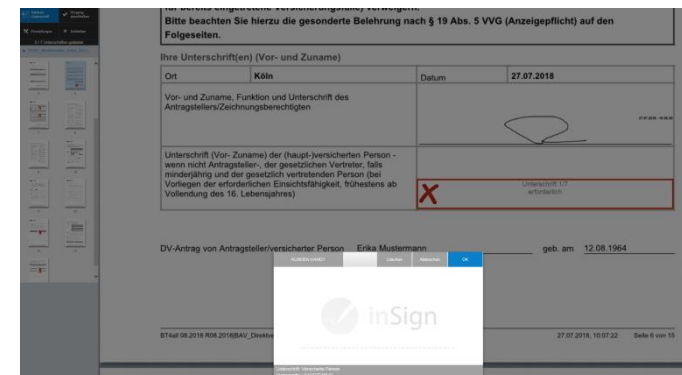 für bereits eingetretene Versicherungsfälle) verweigern.
Bitte beachten Sie hierzu die gesonderte Belehrung nach § 19 Abs. 5 VVG (Anzeigepflicht) auf den
Folgeseiten.
Ihre Unterschrift(en) (Vor- und Zuname)
Ort Köln Datum 27.07.2018
Vor- und Zuname, Funktion und Unterschrift des
Antragstellers/Zeichnungsberechtigten
Unterschrift (Vor- Zuname) der (haupt-)versicherten Person -
wenn nicht Antragsteller-, der gesetzlichen Vertreter, falls
minderjährig und der gesetzlich vertretenden Person (bei
Vorliegen der erforderlichen Einsichtsfähigkeit, frühestens ab
Vollendung des 16. Lebensjahres)
Unterschrift 1/7
erforderlich
DV-Antrag von Antragsteller/versicherter Person Erika Mustermann geb. am 12.08.1964
Löschen Abbrechen OK
inSign
27.07.2018, 10:07:22 Seite 6 von 15